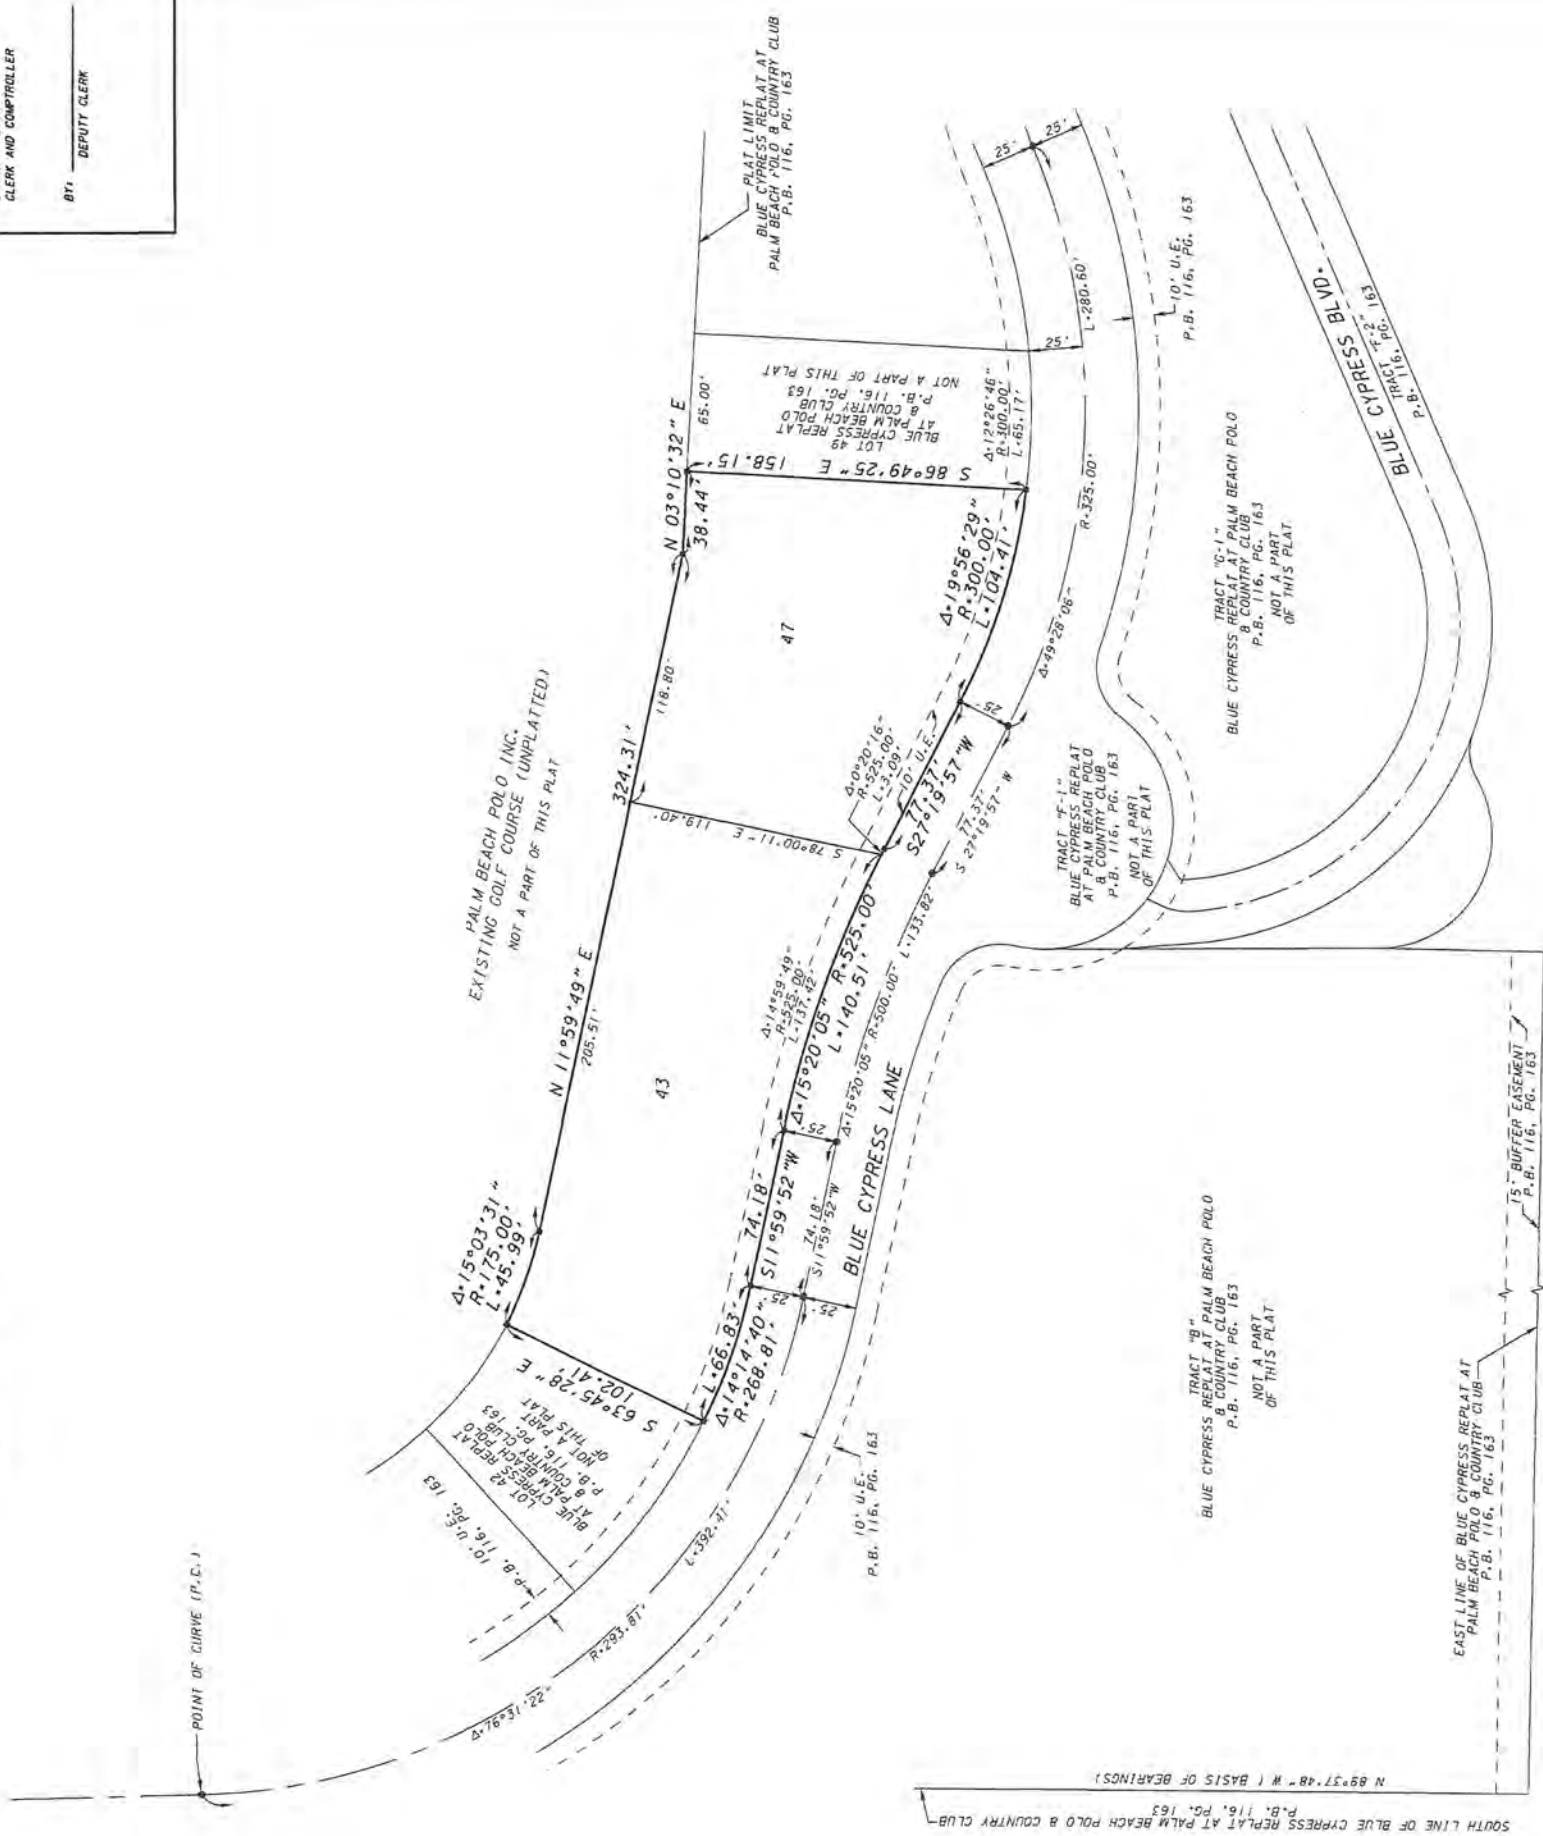 CLERK AND COMPTROLLER
BY:
DEPUTY CLERK
PLAT LIMIT
BLUE CYPRESS REPLAT AT
PALM BEACH POLO & COUNTRY CLUB
P.B. 116, PG. 163
N 03°10'32" E
38.44'
65.00'
LOT 49
BLUE CYPRESS REPLAT
AT PALM BEACH POLO
& COUNTRY CLUB
P.B. 116, PG. 163
NOT A PART OF THIS PLAT
S 86°49'25" E 158.15'
Δ=12°26'46"
R=300.00'
L=65.17'
25'
25'
25'
L=280.60'
R=325.00'
Δ=49°28'06"
10' U.E.
P.B. 116, PG. 163
Δ=19°56'29"
R=300.00'
L=104.41'
47
118.80'
324.31'
PALM BEACH POLO INC.
EXISTING GOLF COURSE (UNPLATTED)
NOT A PART OF THIS PLAT
S 78°00'11" E 119.40'
Δ=0°20'16"
R=525.00'
L=3.09'
10' U.E.
77.37'
S27°19'57"W
25'
77.37'
S 27°19'57" W
N 11°59'49" E
205.51'
43
Δ=14°59'49"
R=525.00'
L=137.42'
Δ=15°20'05" R=525.00'
L=140.51'
Δ=15°20'05" R=500.00' L=133.82'
25'
BLUE CYPRESS LANE
74.18'
S11°59'52"W
74.18'
S11°59'52"W
25'
25'
Δ=15°03'31"
R=175.00'
L=45.99'
L=66.83'
Δ=14°14'40"
R=268.81'
S 63°45'28" E
102.41'
LOT 42
BLUE CYPRESS REPLAT
AT PALM BEACH POLO
& COUNTRY CLUB
P.B. 116, PG. 163
NOT A PART
OF THIS PLAT
10' U.E.
P.B. 116, PG. 163
L=392.41'
R=293.81'
Δ=76°31'22"
POINT OF CURVE (P.C.)
10' U.E.
P.B. 116, PG. 163
TRACT "F-1"
BLUE CYPRESS REPLAT
AT PALM BEACH POLO
& COUNTRY CLUB
P.B. 116, PG. 163
NOT A PART
OF THIS PLAT
TRACT "G-1"
BLUE CYPRESS REPLAT AT PALM BEACH POLO
& COUNTRY CLUB
P.B. 116, PG. 163
NOT A PART
OF THIS PLAT.
BLUE CYPRESS BLVD.
TRACT "F-2"
P.B. 116, PG. 163
TRACT "B"
BLUE CYPRESS REPLAT AT PALM BEACH POLO
& COUNTRY CLUB
P.B. 116, PG. 163
NOT A PART
OF THIS PLAT
15' BUFFER EASEMENT
P.B. 116, PG. 163
EAST LINE OF BLUE CYPRESS REPLAT AT
PALM BEACH POLO & COUNTRY CLUB
P.B. 116, PG. 163
N 89°37'48" W ( BASIS OF BEARINGS)
SOUTH LINE OF BLUE CYPRESS REPLAT AT PALM BEACH POLO & COUNTRY CLUB
P.B. 116, PG. 163